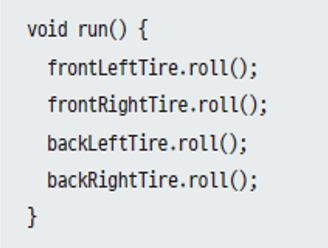 void run() {
frontLeftTire.roll();
frontRightTire.roll();
backLeftTire.roll();
backRightTire.roll();
}